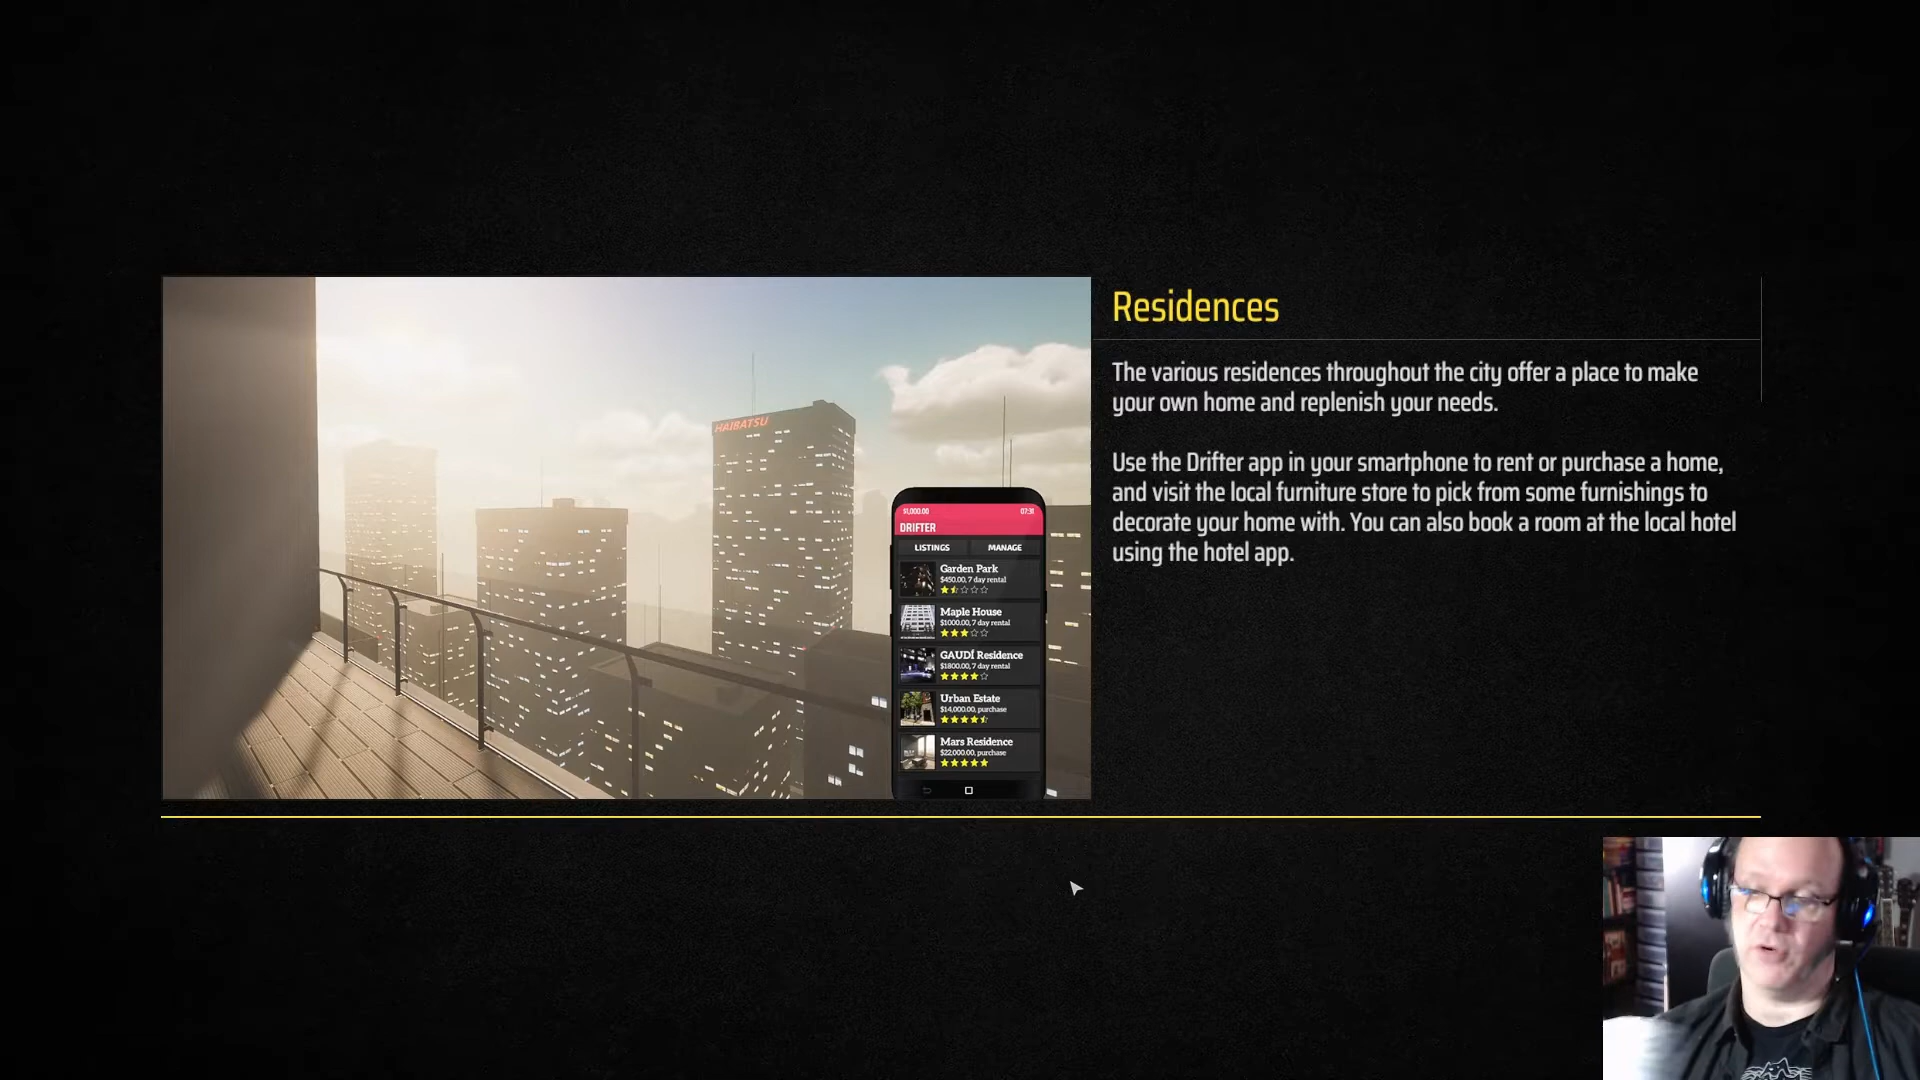 Residences
The various residences throughout the city offer a place to make
your own home and replenish your needs.
Use the Drifter app in your smartphone to rent or purchase a home,
and visit the local furniture store to pick from some furnishings to
decorate your home with. You can also book a room at the local hotel
using the hotel app.
HAIBATSU
$1,000.00 07:31
DRIFTER
LISTINGS MANAGE
Garden Park
$450.00, 7 day rental
Maple House
$1000.00, 7 day rental
GAUDÍ Residence
$1800.00, 7 day rental
Urban Estate
$14,000.00, purchase
Mars Residence
$22,000.00, purchase